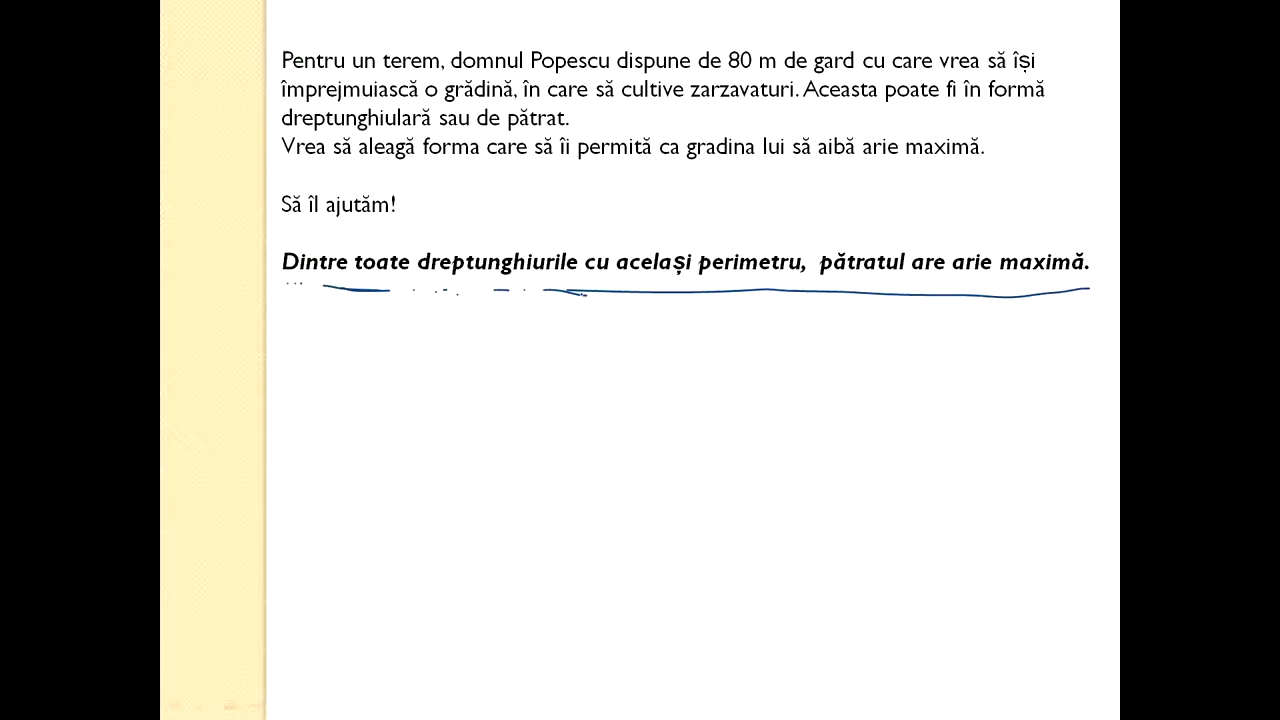 Pentru un terem, domnul Popescu dispune de 80 m de gard cu care vrea să își
împrejmuiască o grădină, în care să cultive zarzavaturi. Aceasta poate fi în formă
dreptunghiulară sau de pătrat.
Vrea să aleagă forma care să îi permită ca gradina lui să aibă arie maximă.
Să îl ajutăm!
Dintre toate dreptunghiurile cu același perimetru, pătratul are arie maximă.